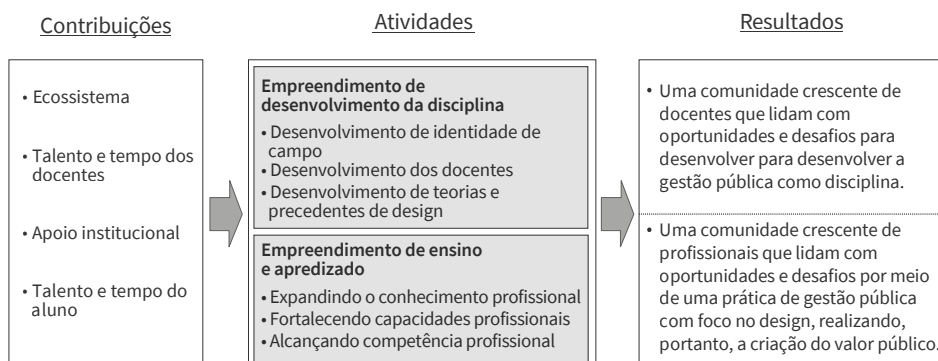 Contribuições
Atividades
Resultados
• Ecossistema
• Talento e tempo dos
docentes
• Apoio institucional
• Talento e tempo do
aluno
Empreendimento de
desenvolvimento da disciplina
• Desenvolvimento de identidade de
campo
• Desenvolvimento dos docentes
• Desenvolvimento de teorias e
precedentes de design
Empreendimento de ensino
e apredizado
• Expandindo o conhecimento profissional
• Fortalecendo capacidades profissionais
• Alcançando competência profissional
• Uma comunidade crescente de
docentes que lidam com
oportunidades e desafios para
desenvolver para desenvolver a
gestão pública como disciplina.
• Uma comunidade crescente de
profissionais que lidam com
oportunidades e desafios por meio
de uma prática de gestão pública
com foco no design, realizando,
portanto, a criação do valor público.